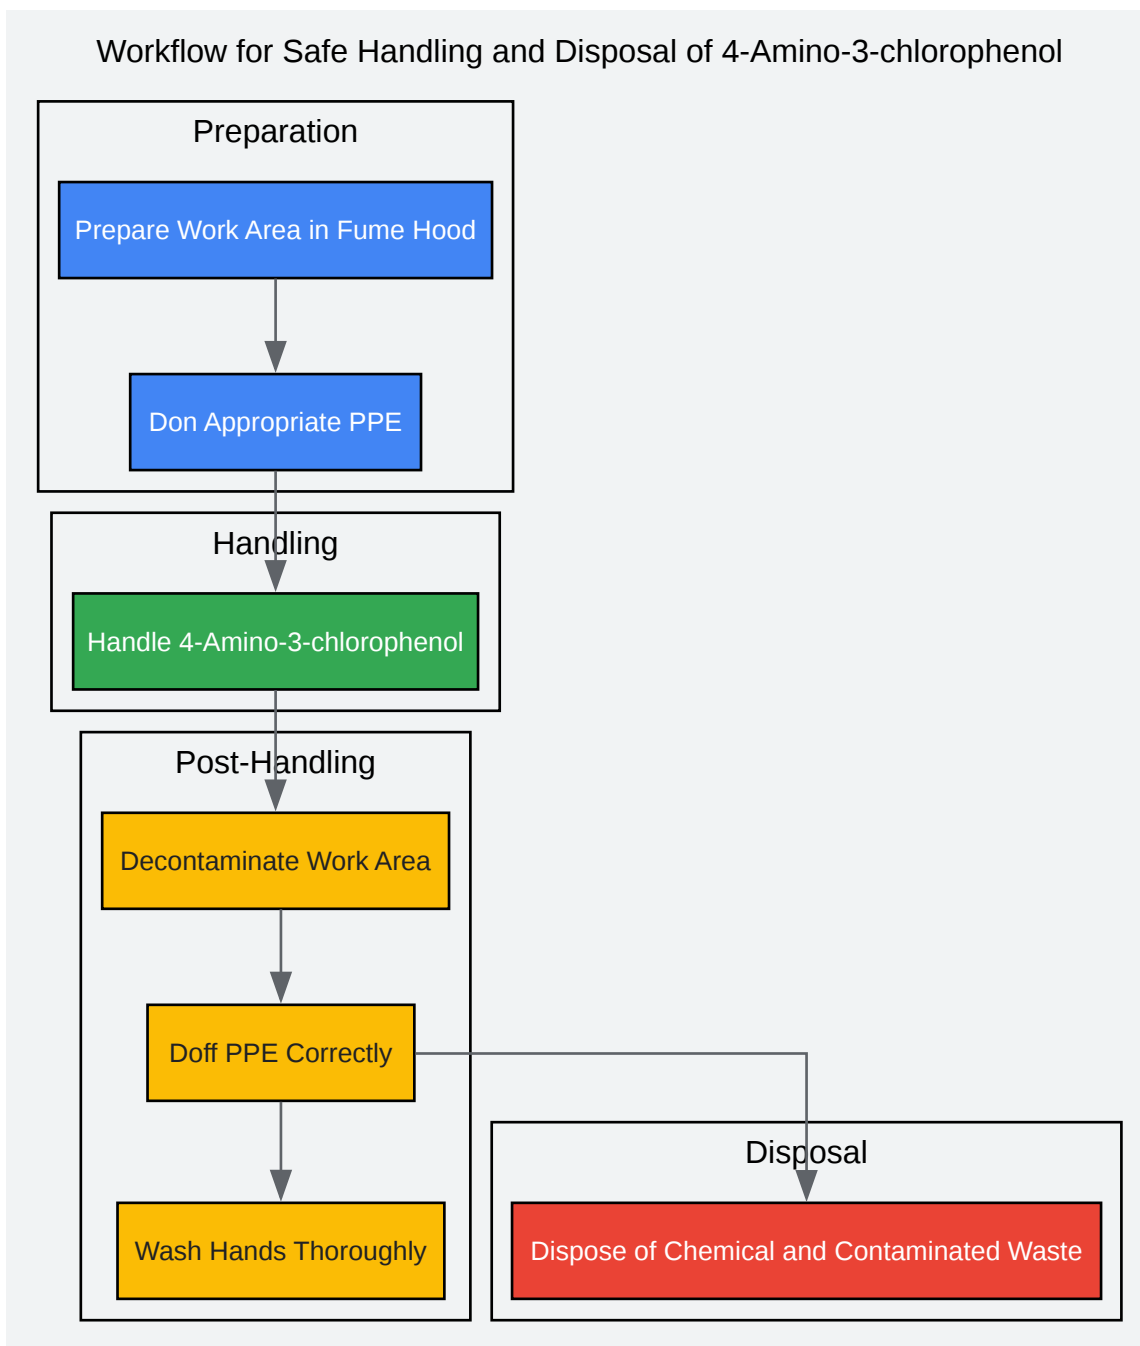 Workflow for Safe Handling and Disposal of 4-Amino-3-chlorophenol
Preparation
Prepare Work Area in Fume Hood
Don Appropriate PPE
Handling
Handle 4-Amino-3-chlorophenol
Post-Handling
Decontaminate Work Area
Doff PPE Correctly
Wash Hands Thoroughly
Disposal
Dispose of Chemical and Contaminated Waste